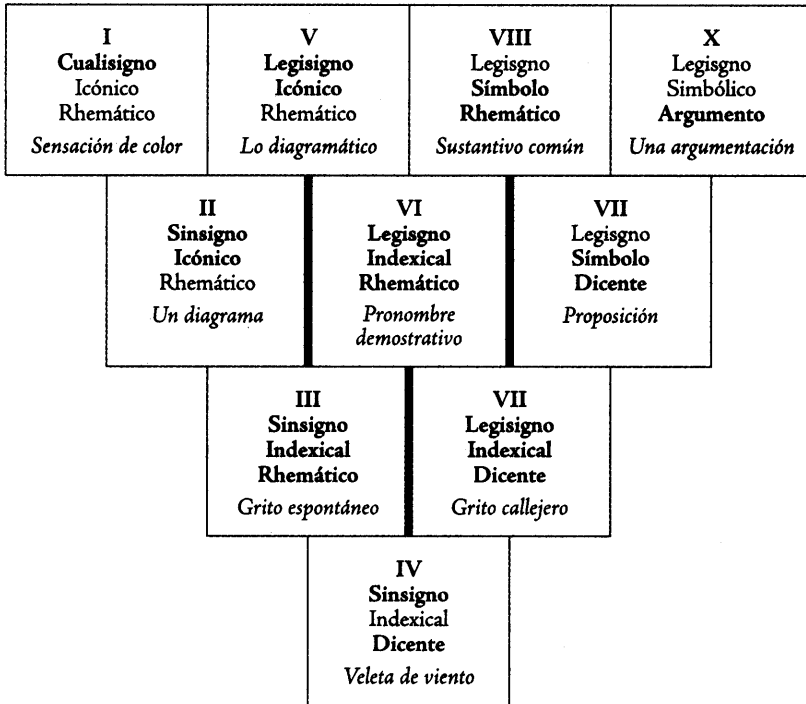 I
Cualisigno
Icónico
Rhemático
Sensación de color
V
Legisigno
Icónico
Rhemático
Lo diagramático
VIII
Legisgno
Símbolo
Rhemático
Sustantivo común
X
Legisgno
Simbólico
Argumento
Una argumentación
II
Sinsigno
Icónico
Rhemático
Un diagrama
VI
Legisgno
Indexical
Rhemático
Pronombre
demostrativo
VII
Legisgno
Símbolo
Dicente
Proposición
III
Sinsigno
Indexical
Rhemático
Grito espontáneo
VII
Legisigno
Indexical
Dicente
Grito callejero
IV
Sinsigno
Indexical
Dicente
Veleta de viento